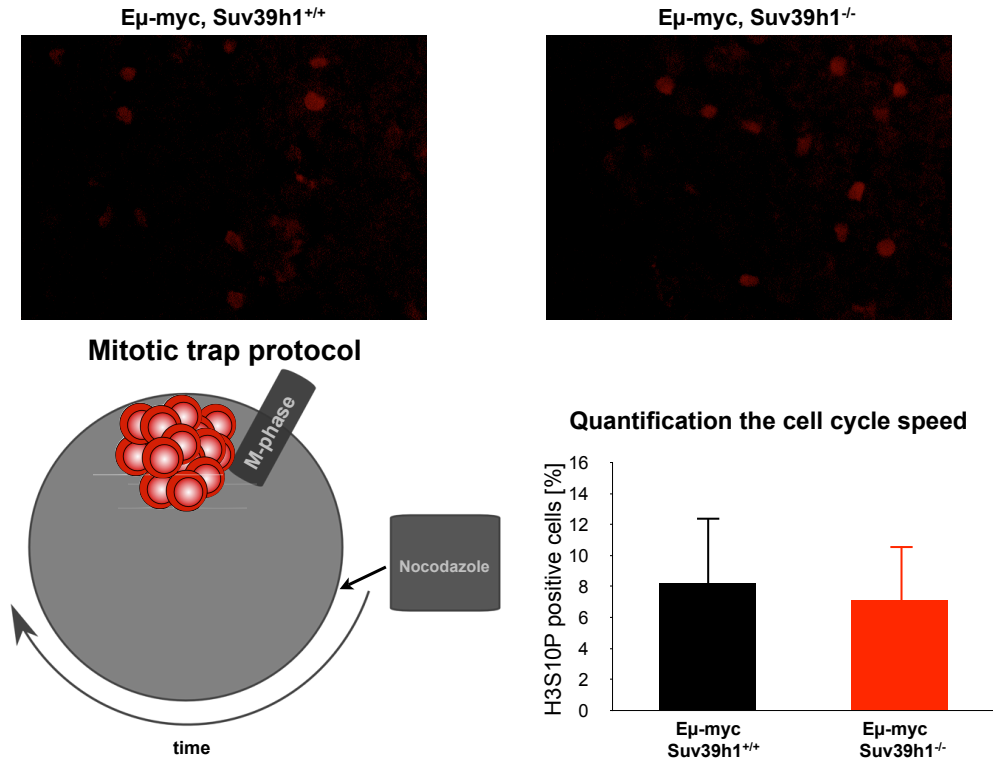 Eµ-myc, Suv39h1+/+
Eµ-myc, Suv39h1-/-
Mitotic trap protocol
M-phase
Nocodazole
time
Quantification the cell cycle speed
H3S10P positive cells [%]
16
14
12
10
8
6
4
2
0
Eµ-myc
Suv39h1+/+
Eµ-myc
Suv39h1-/-